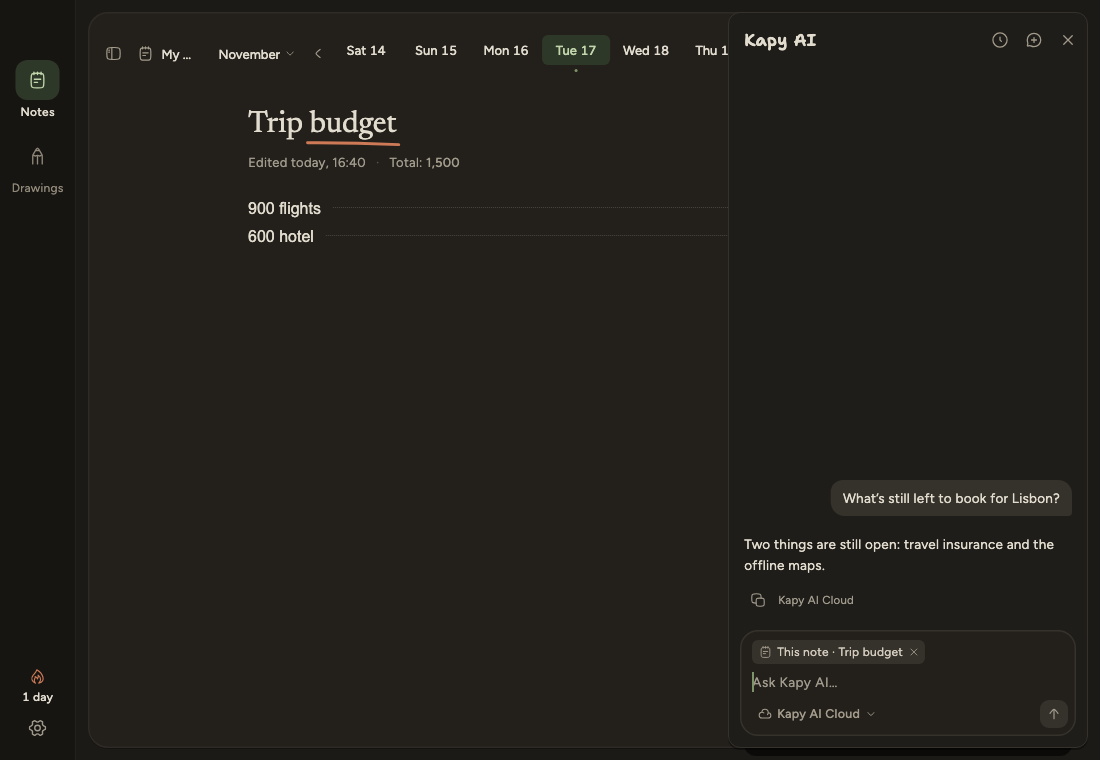 Notes
Drawings
1 day
My ...
November
Sat 14
Sun 15
Mon 16
Tue 17
Wed 18
Thu 1
Trip budget
Edited today, 16:40 · Total: 1,500
900 flights
600 hotel
Kapy AI
What's still left to book for Lisbon?
Two things are still open: travel insurance and the
offline maps.
Kapy AI Cloud
This note · Trip budget
Ask Kapy AI...
Kapy AI Cloud